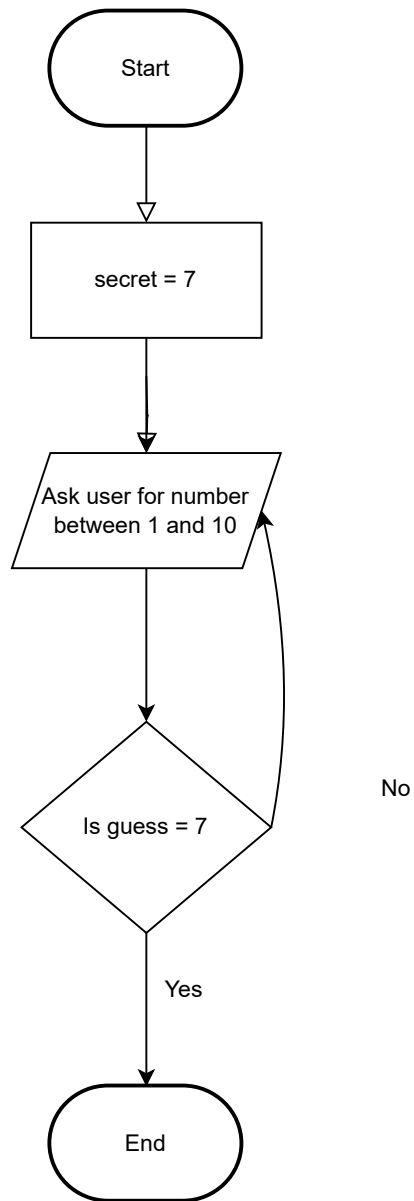 Start
secret = 7
Ask user for number
between 1 and 10
Is guess = 7
No
Yes
End